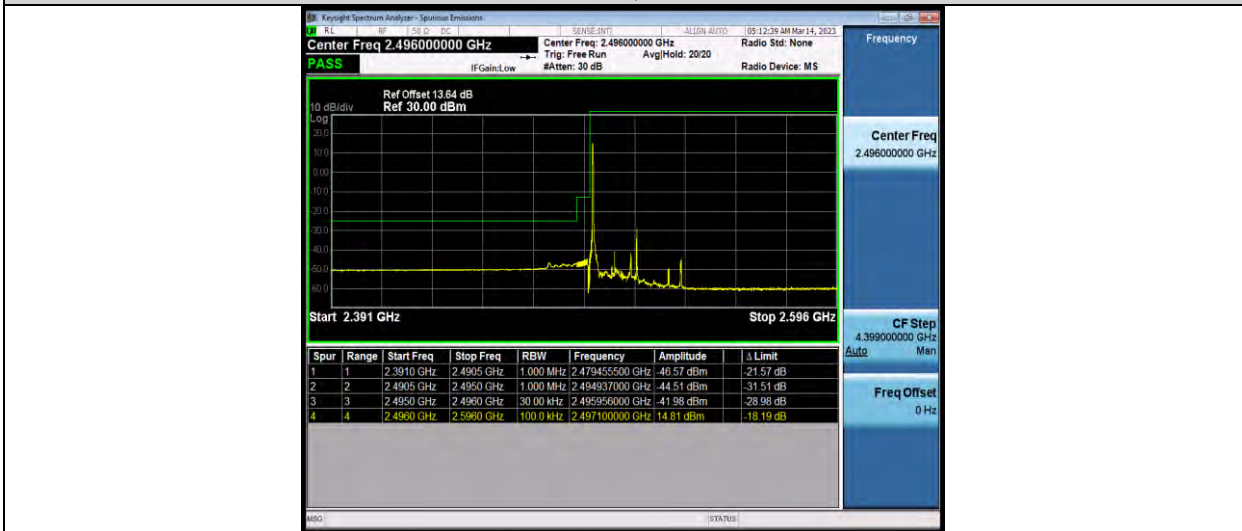 Keysight Spectrum Analyzer - Spurious Emissions
RL RF 50 Ω DC SENSE:INT ALIGN AUTO 05:12:39 AM Mar 14, 2023
Center Freq 2.496000000 GHz Center Freq: 2.496000000 GHz Radio Std: None
Trig: Free Run Avg|Hold: 20/20
PASS IFGain:Low #Atten: 30 dB Radio Device: MS
Ref Offset 13.64 dB
10 dB/div Ref 30.00 dBm
Log
20.0
10.0
0.00
-10.0
-20.0
-30.0
-40.0
-50.0
-60.0
Start 2.391 GHz Stop 2.596 GHz
Spur Range Start Freq Stop Freq RBW Frequency Amplitude Δ Limit
1 1 2.3910 GHz 2.4905 GHz 1.000 MHz 2.479455500 GHz -46.57 dBm -21.57 dB
2 2 2.4905 GHz 2.4950 GHz 1.000 MHz 2.494937000 GHz -44.51 dBm -31.51 dB
3 3 2.4950 GHz 2.4960 GHz 30.00 kHz 2.495956000 GHz -41.98 dBm -28.98 dB
4 4 2.4960 GHz 2.5960 GHz 100.0 kHz 2.497100000 GHz 14.81 dBm -18.19 dB
Frequency
Center Freq
2.496000000 GHz
CF Step
4.399000000 GHz
Auto Man
Freq Offset
0 Hz
MSG STATUS